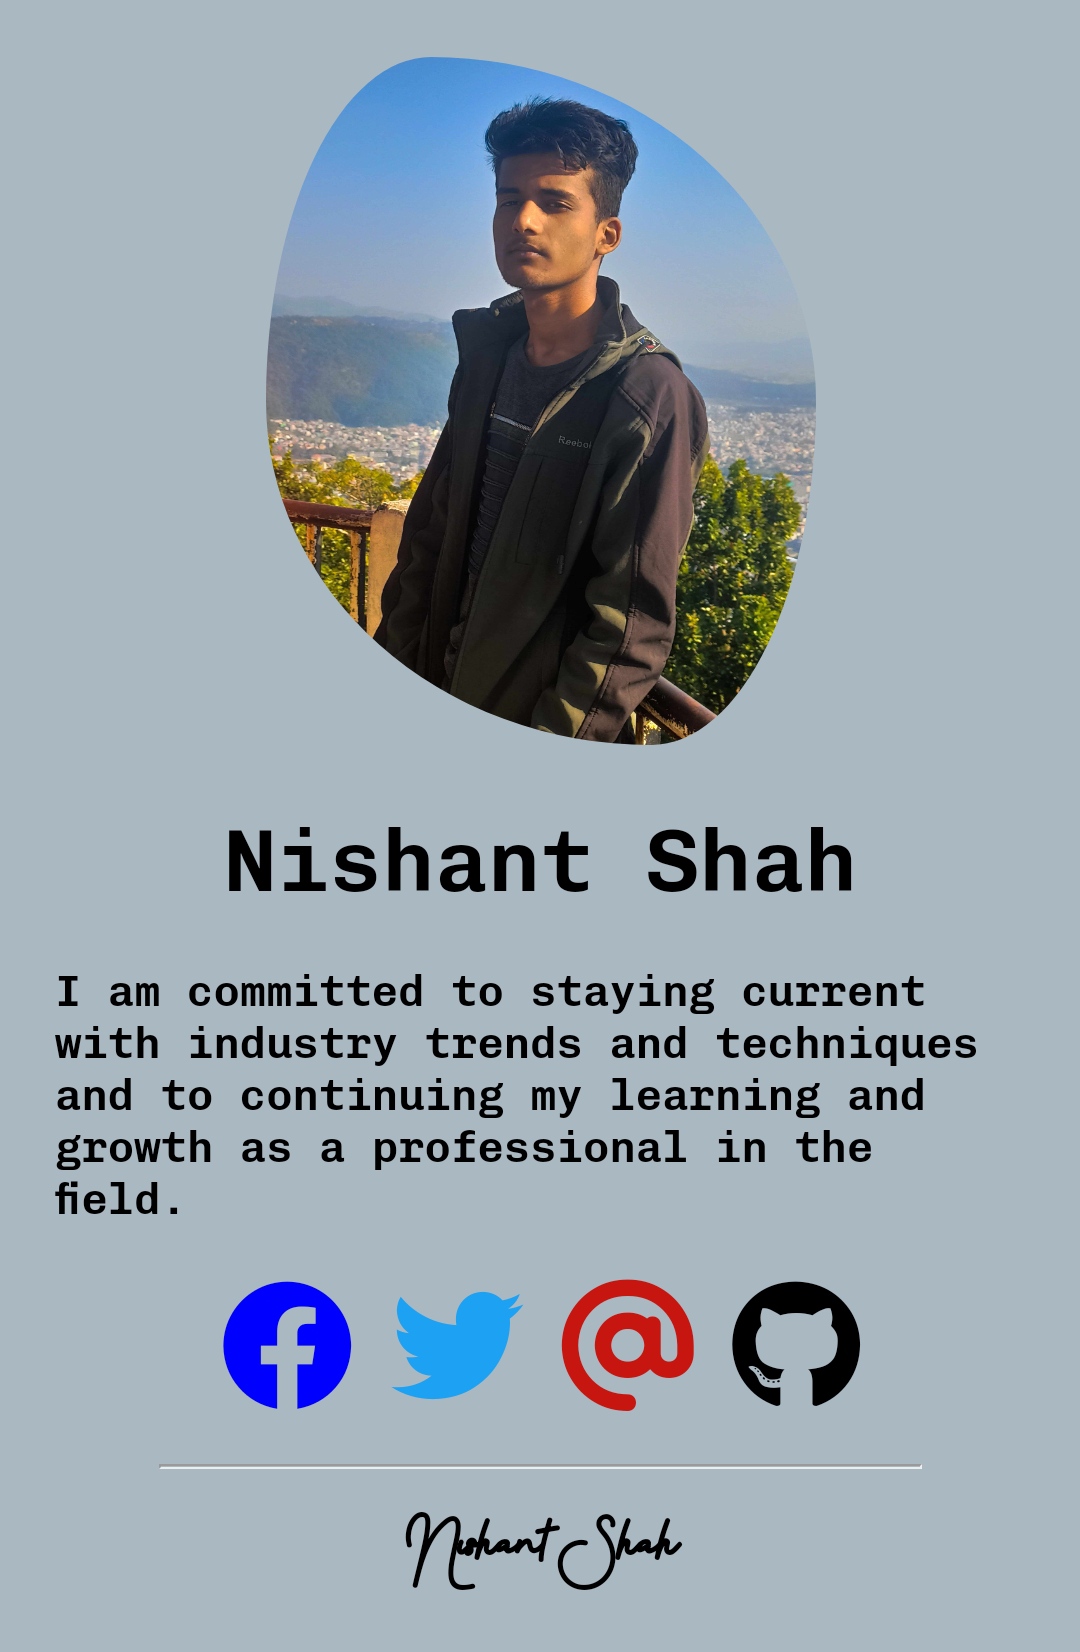 Reebok
Nishant Shah
I am committed to staying current
with industry trends and techniques
and to continuing my learning and
growth as a professional in the
field.
Nishant Shah